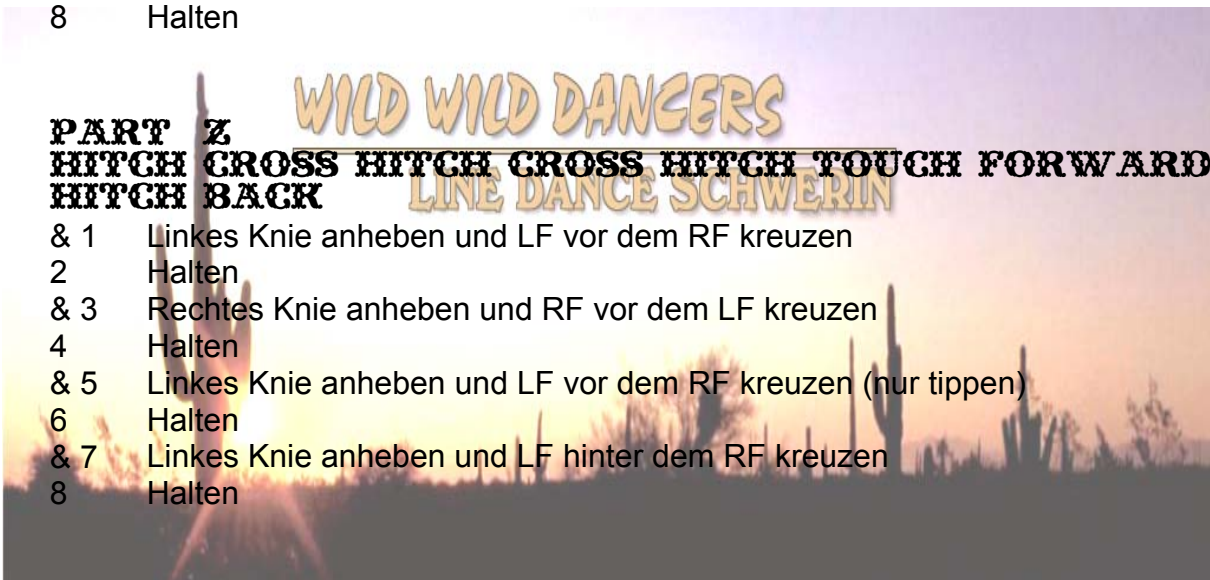 8 Halten
WILD WILD DANCERS
PART Z
HITCH CROSS HITCH CROSS HITCH TOUCH FORWARD
HITCH BACK
LINE DANCE SCHWERIN
& 1 Linkes Knie anheben und LF vor dem RF kreuzen
2 Halten
& 3 Rechtes Knie anheben und RF vor dem LF kreuzen
4 Halten
& 5 Linkes Knie anheben und LF vor dem RF kreuzen (nur tippen)
6 Halten
& 7 Linkes Knie anheben und LF hinter dem RF kreuzen
8 Halten